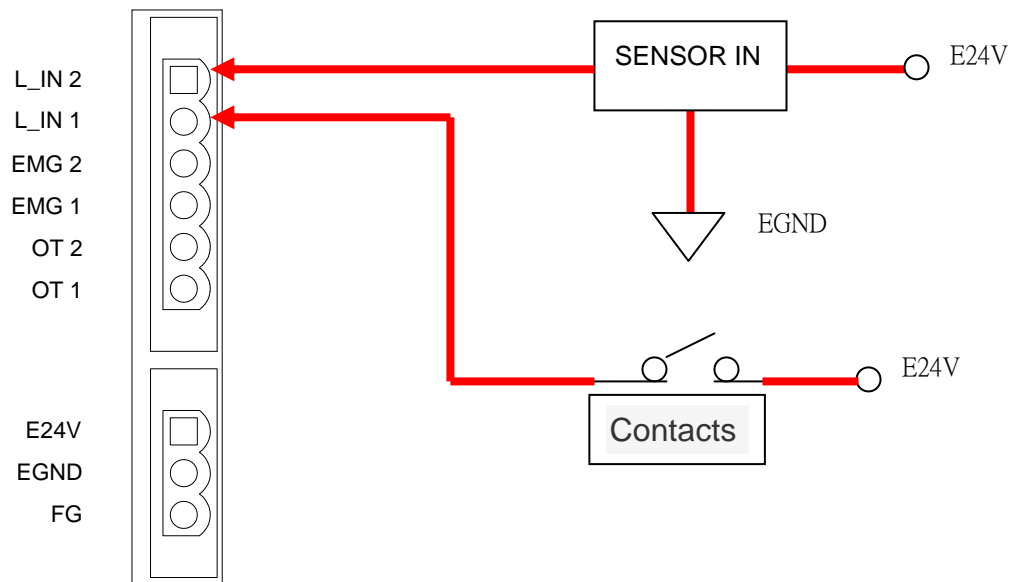 L_IN 2
L_IN 1
EMG 2
EMG 1
OT 2
OT 1
E24V
EGND
FG
SENSOR IN
E24V
EGND
E24V
Contacts